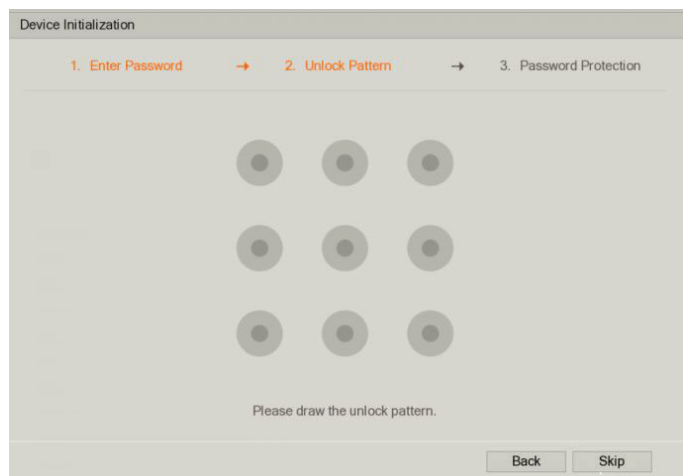 Device Initialization
1. Enter Password → 2. Unlock Pattern → 3. Password Protection
Please draw the unlock pattern.
Back Skip